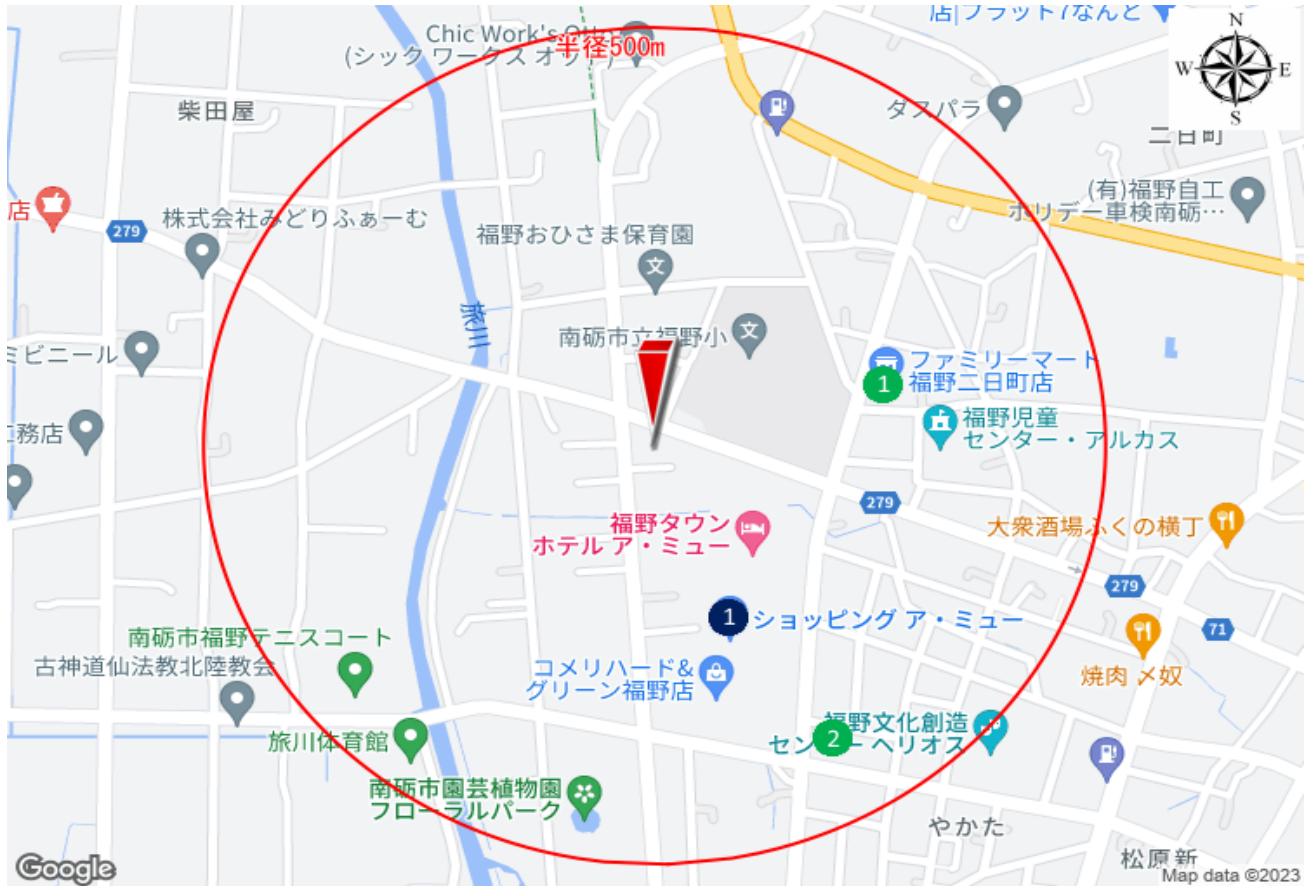 店|フラット7なんと
Chic Work's
(シック ワークス オット)
半径500m
N
W
E
S
柴田屋
タスパラ
二日町
(有)福野自工
ホリデー車検南砺…
店
279
株式会社みどりふぁーむ
福野おひさま保育園
旅川
南砺市立福野小
ミビニール
ファミリーマート
福野二日町店
1
福野児童
センター・アルカス
工務店
279
福野タウン
ホテル ア・ミュー
大衆酒場ふくの横丁
279
1
ショッピング ア・ミュー
71
南砺市福野テニスコート
古神道仙法教北陸教会
コメリハード&
グリーン福野店
焼肉 〆奴
旅川体育館
福野文化創造
センター ヘリオス
2
南砺市園芸植物園
フローラルパーク
やかた
松原新
Google
Map data ©2023